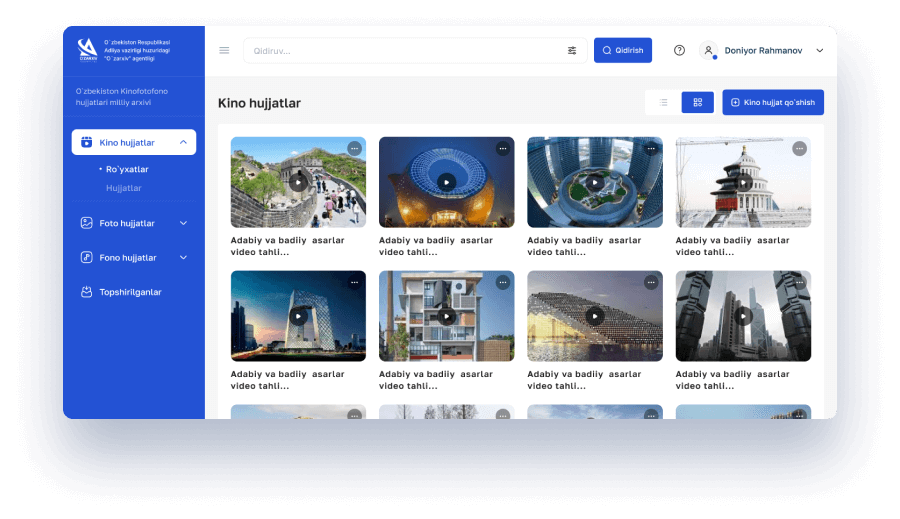 O`zbekiston Respublikasi
Adliya vazirligi huzuridagi
"O`zarxiv" agentligi
O`ZARXIV
O`zbekiston Kinofotofono
hujjatlari milliy arxivi
Kino hujjatlar
Ro`yxatlar
Hujjatlar
Foto hujjatlar
Fono hujjatlar
Topshirilganlar
Qidiruv...
Qidirish
Doniyor Rahmanov
Kino hujjatlar
Kino hujjat qo`shish
Adabiy va badiiy asarlar
video tahli...
Adabiy va badiiy asarlar
video tahli...
Adabiy va badiiy asarlar
video tahli...
Adabiy va badiiy asarlar
video tahli...
Adabiy va badiiy asarlar
video tahli...
Adabiy va badiiy asarlar
video tahli...
Adabiy va badiiy asarlar
video tahli...
Adabiy va badiiy asarlar
video tahli...